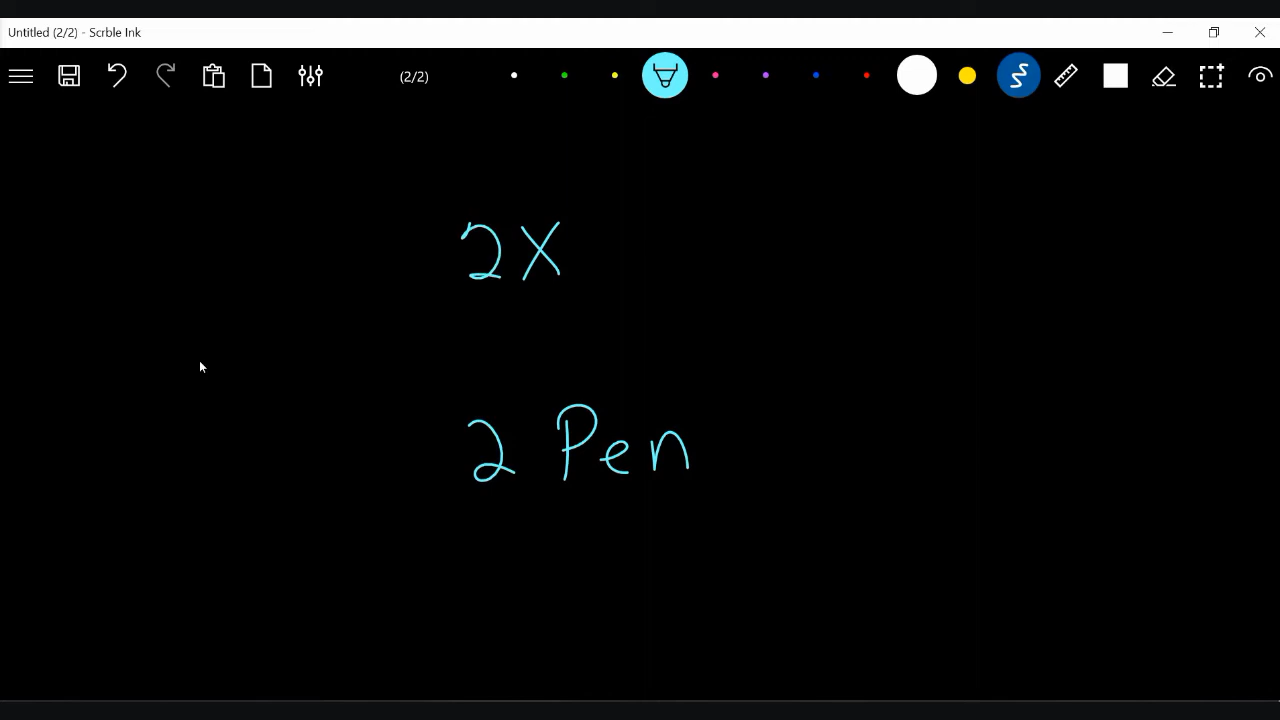 Untitled (2/2) - Scrble Ink
(2/2)
2X
2 Pen